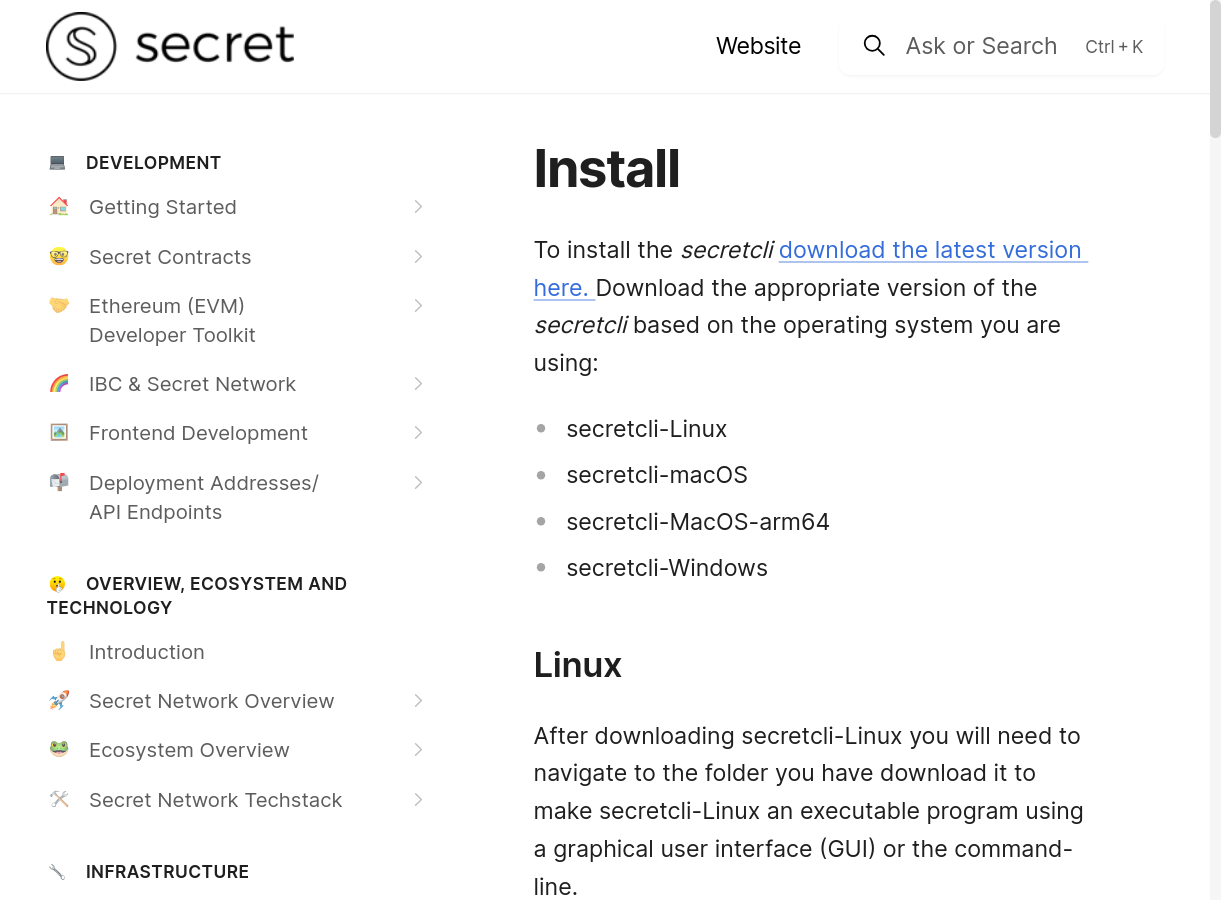 secret
Website
Ask or Search
Ctrl + K
DEVELOPMENT
Getting Started
Secret Contracts
Ethereum (EVM)
Developer Toolkit
IBC & Secret Network
Frontend Development
Deployment Addresses/
API Endpoints
OVERVIEW, ECOSYSTEM AND
TECHNOLOGY
Introduction
Secret Network Overview
Ecosystem Overview
Secret Network Techstack
INFRASTRUCTURE
Install
To install the secretcli download the latest version
here. Download the appropriate version of the
secretcli based on the operating system you are
using:
secretcli-Linux
secretcli-macOS
secretcli-MacOS-arm64
secretcli-Windows
Linux
After downloading secretcli-Linux you will need to
navigate to the folder you have download it to
make secretcli-Linux an executable program using
a graphical user interface (GUI) or the command-
line.